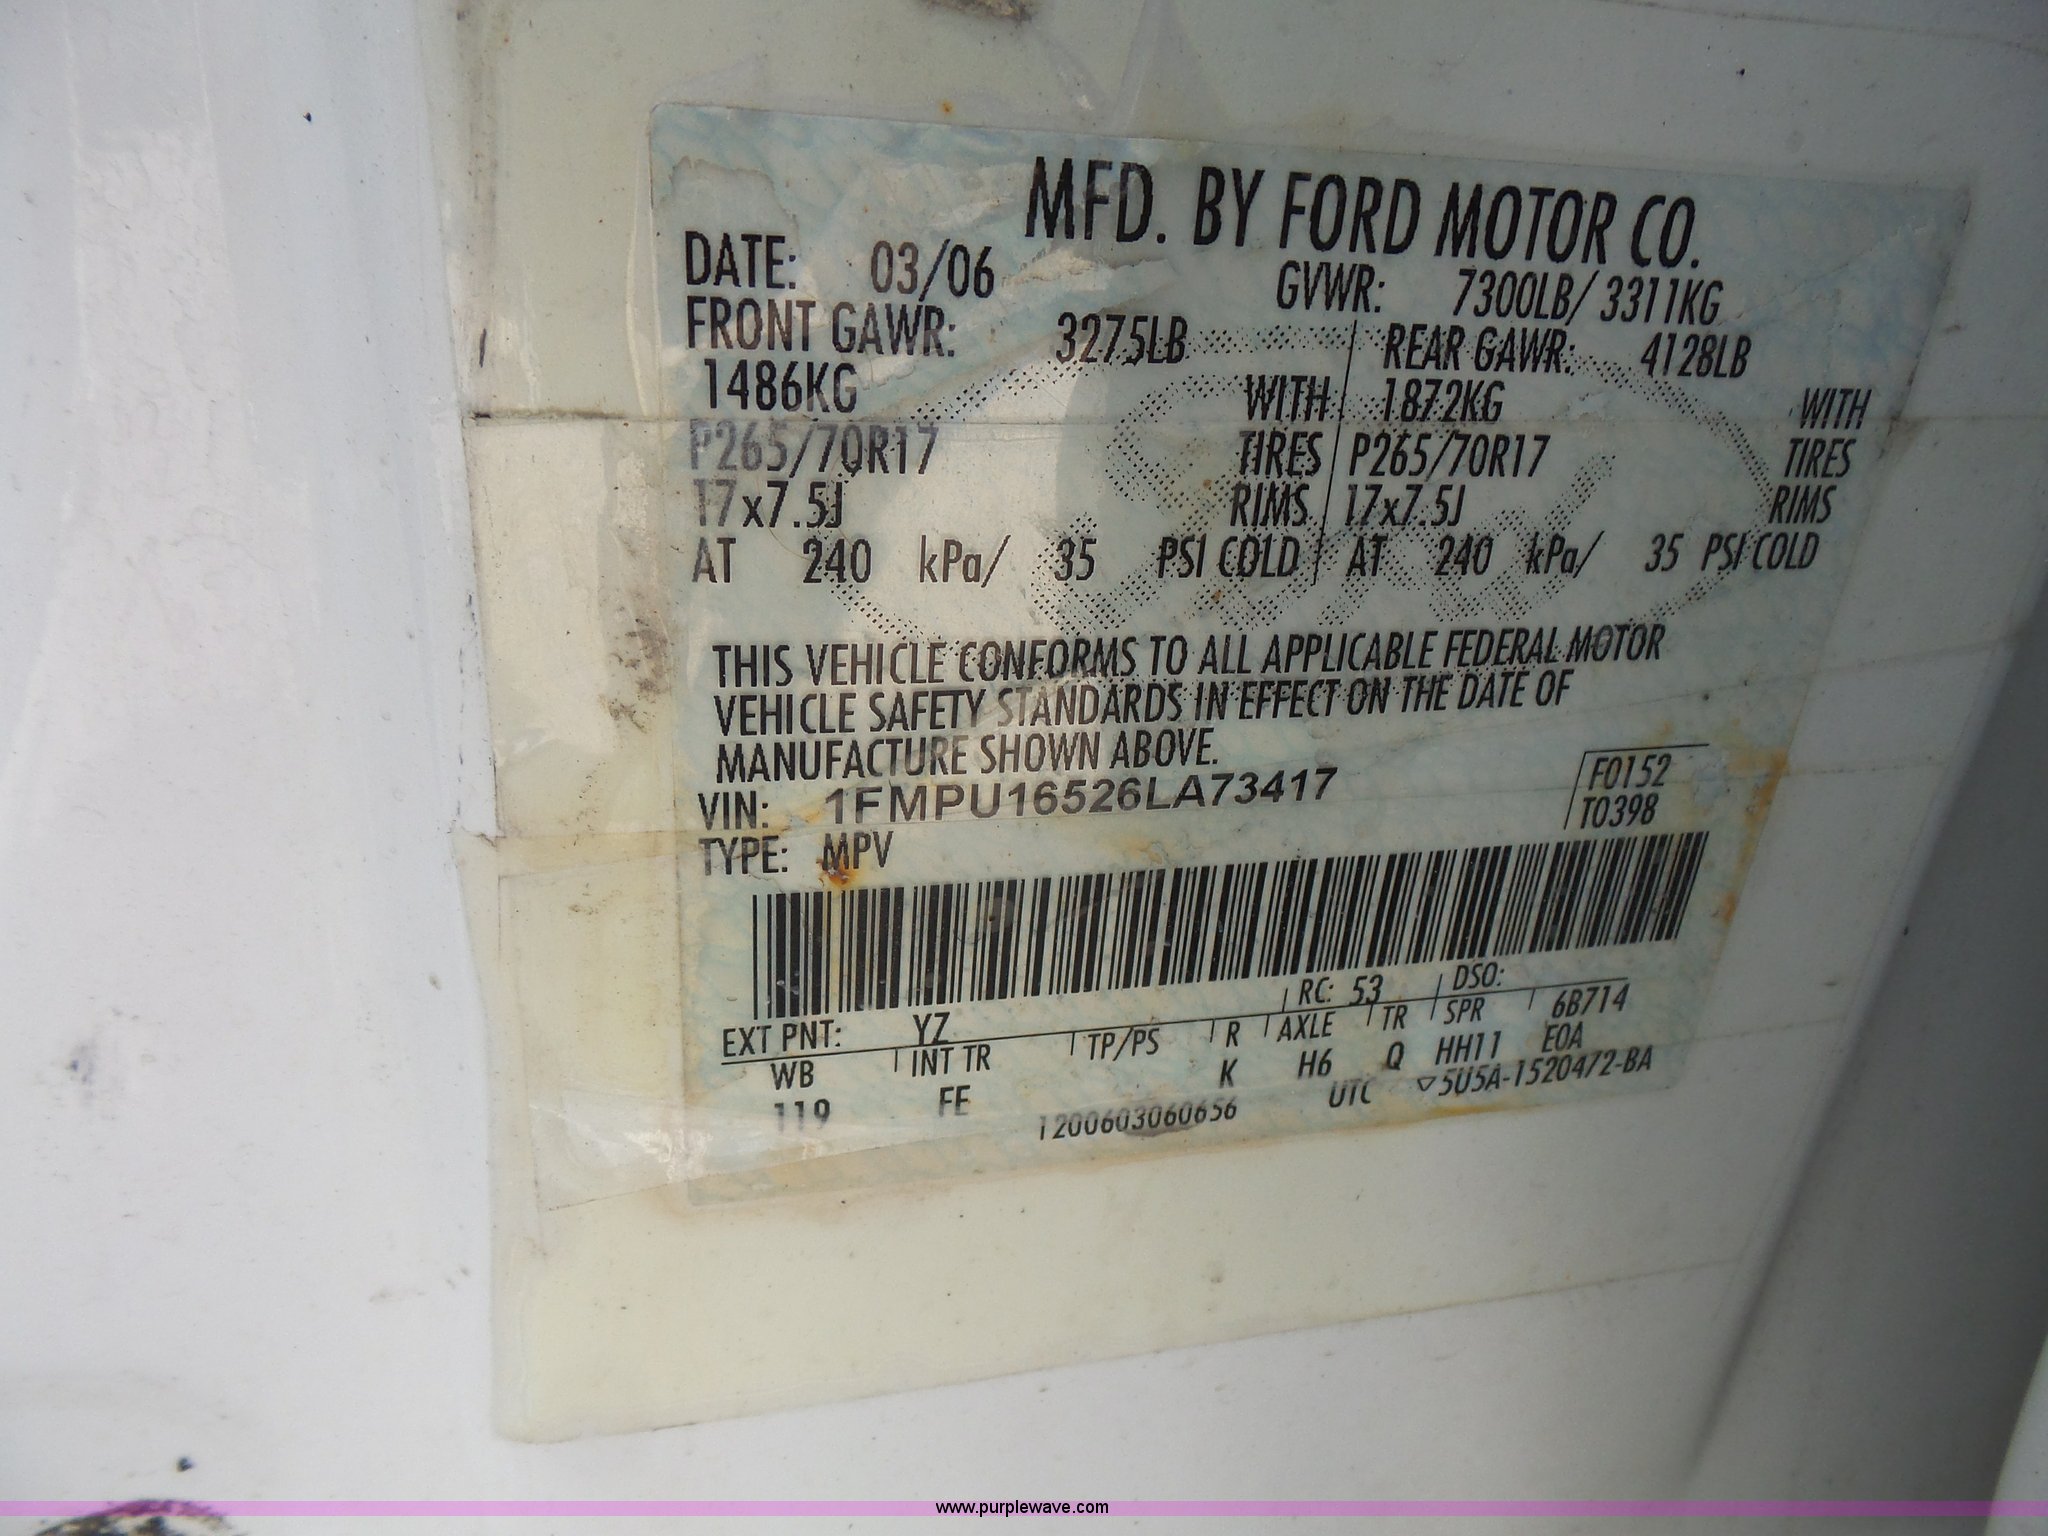 MFD. BY FORD MOTOR CO.
DATE: 03/06 GVWR: 7300LB/ 3311KG
FRONT GAWR: 3275LB REAR GAWR: 4128LB
1486KG WITH 1872KG WITH
P265/70R17 TIRES P265/70R17 TIRES
17x7.5J RIMS 17x7.5J RIMS
AT 240 kPa/ 35 PSI COLD AT 240 kPa/ 35 PSI COLD
THIS VEHICLE CONFORMS TO ALL APPLICABLE FEDERAL MOTOR
VEHICLE SAFETY STANDARDS IN EFFECT ON THE DATE OF
MANUFACTURE SHOWN ABOVE.
VIN: 1FMPU16526LA73417 F0152
TYPE: MPV T0398
EXT PNT: YZ RC: 53 DSO:
WB INT TR TP/PS R AXLE TR SPR 6B714
119 FE K H6 Q HH11 E0A
1200603060656 UTC ▽5U5A-1520472-BA
www.purplewave.com